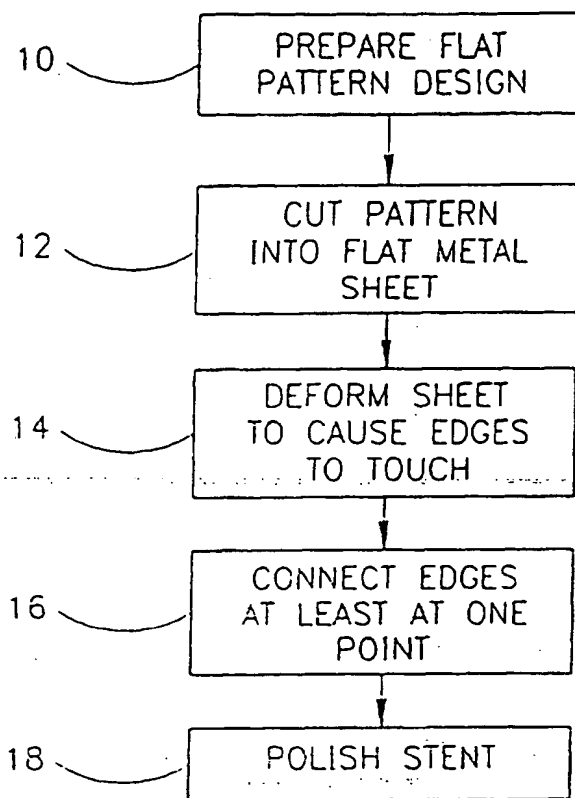 10
PREPARE FLAT
PATTERN DESIGN
12
CUT PATTERN
INTO FLAT METAL
SHEET
14
DEFORM SHEET
TO CAUSE EDGES
TO TOUCH
16
CONNECT EDGES
AT LEAST AT ONE
POINT
18
POLISH STENT